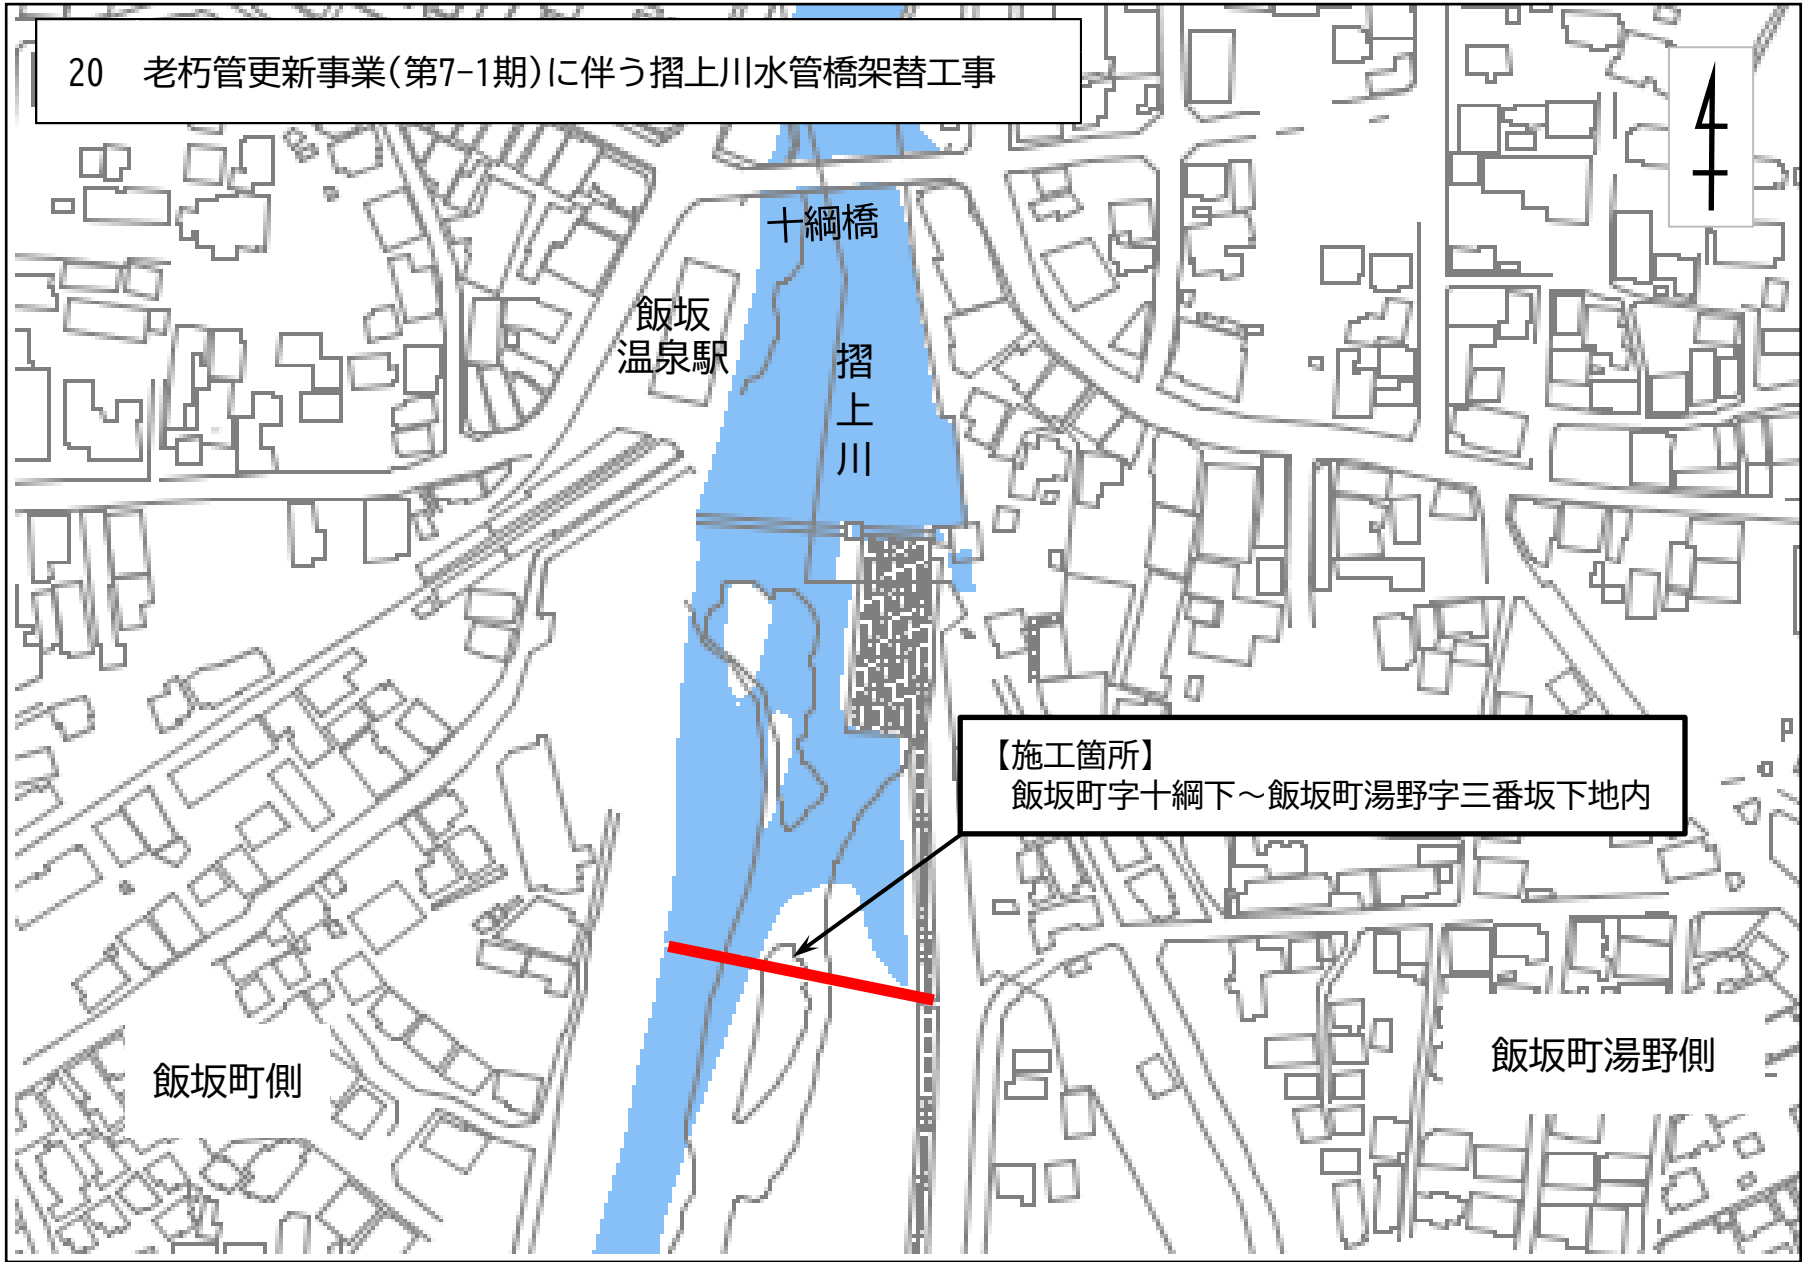 20　老朽管更新事業(第7-1期)に伴う摺上川水管橋架替工事
十綱橋
飯坂
温泉駅
摺上川
【施工箇所】
飯坂町字十綱下～飯坂町湯野字三番坂下地内
飯坂町側
飯坂町湯野側